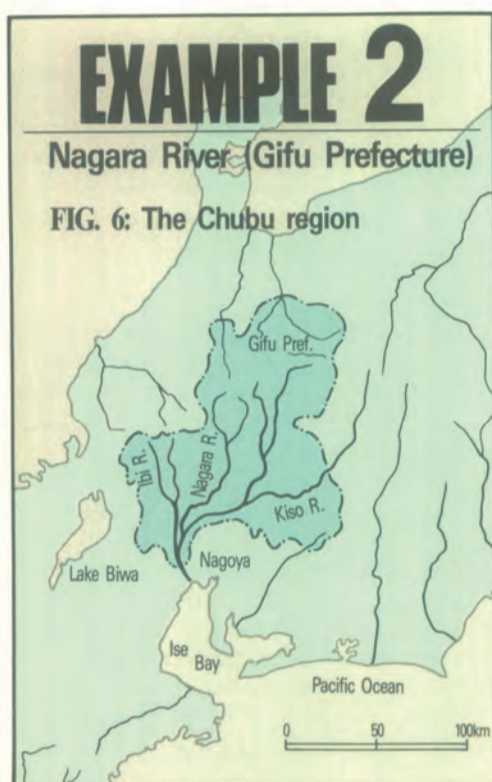 EXAMPLE 2
Nagara River (Gifu Prefecture)
FIG. 6: The Chubu region
Gifu Pref.
Ibi R.
Nagara R.
Kiso R.
Nagoya
Lake Biwa
Ise
Bay
Pacific Ocean
0 50 100km